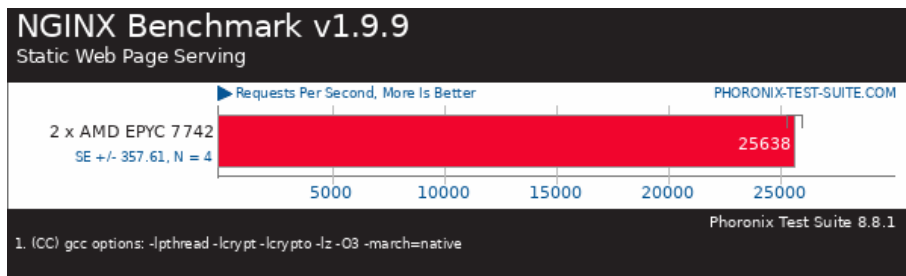 NGINX Benchmark v1.9.9
Static Web Page Serving
Requests Per Second, More Is Better
PHORONIX-TEST-SUITE.COM
2 x AMD EPYC 7742
SE +/- 357.61, N = 4
25638
5000 10000 15000 20000 25000
Phoronix Test Suite 8.8.1
1. (CC) gcc options: -lpthread -lcrypt -lcrypto -lz -O3 -march=native